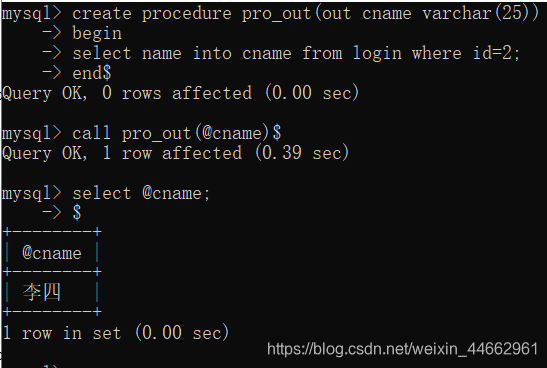 mysql> create procedure pro_out(out cname varchar(25))
    -> begin
    -> select name into cname from login where id=2;
    -> end$
Query OK, 0 rows affected (0.00 sec)
mysql> call pro_out(@cname)$
Query OK, 1 row affected (0.39 sec)
mysql> select @cname;
    -> $
+--------+
| @cname |
+--------+
| 李四   |
+--------+
1 row in set (0.00 sec)
https://blog.csdn.net/weixin_44662961
mysql>